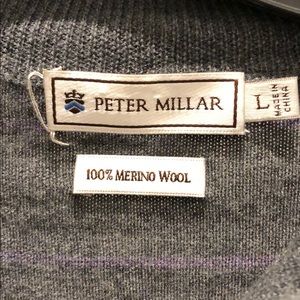 PETER MILLAR
L
MADE IN
CHINA
100% MERINO WOOL